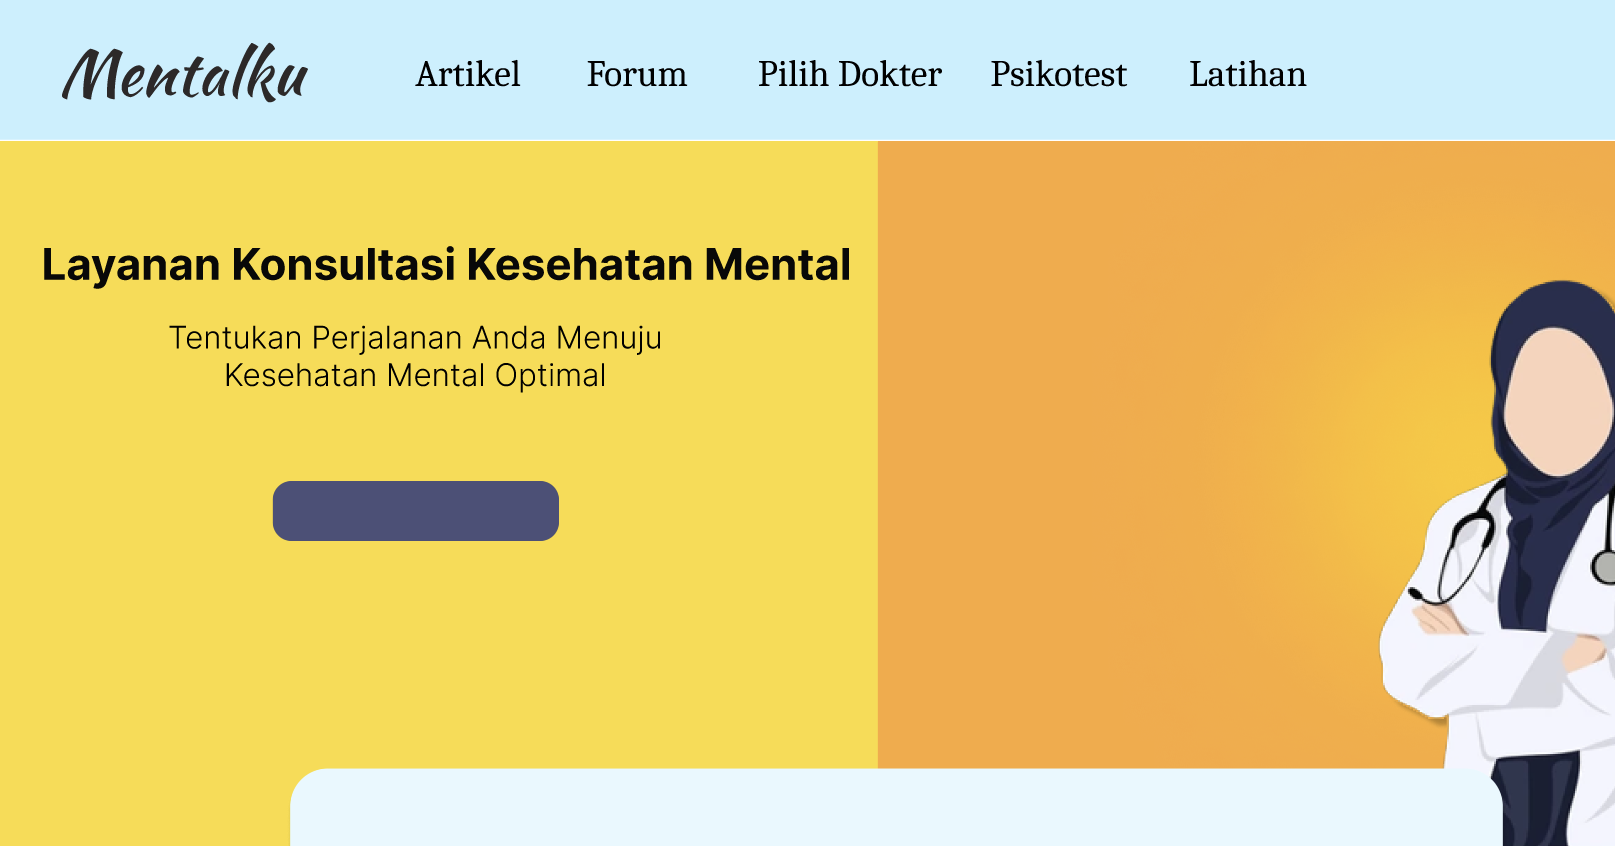 Mentalku
Artikel Forum Pilih Dokter Psikotest Latihan
Layanan Konsultasi Kesehatan Mental
Tentukan Perjalanan Anda Menuju
Kesehatan Mental Optimal